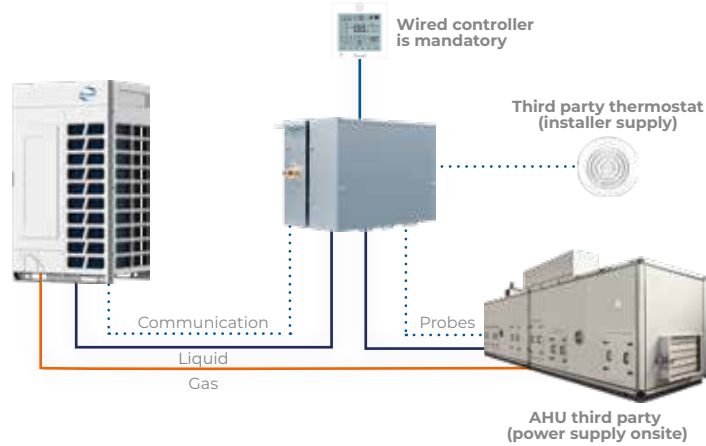 Wired controller
is mandatory
Third party thermostat
(installer supply)
Communication
Probes
Liquid
Gas
AHU third party
(power supply onsite)